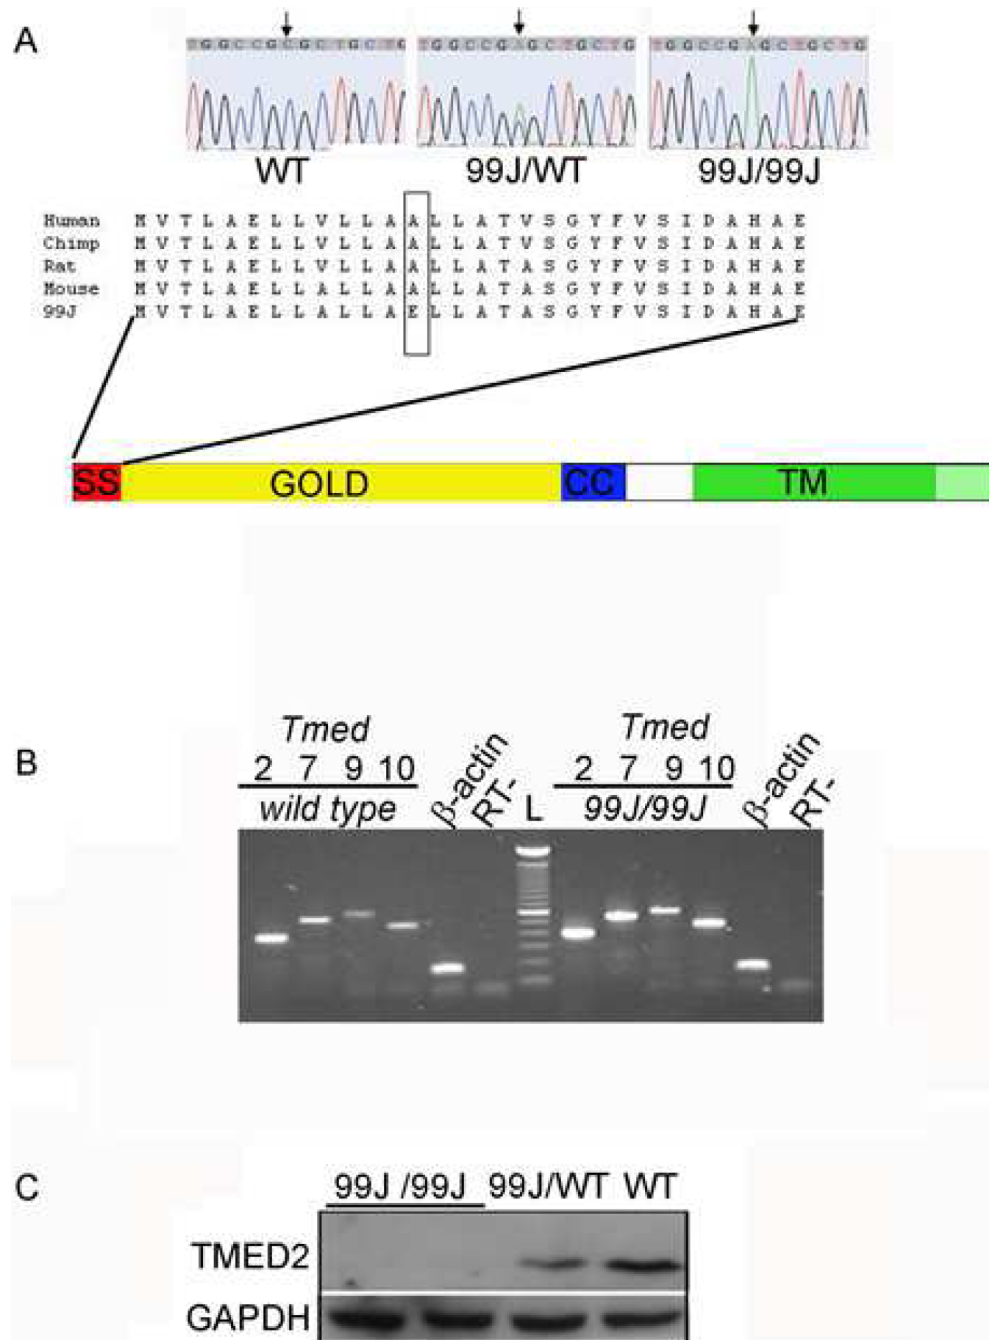 A
TGGCCGCGCTGCTG
TGGCCGAGCTGCTG
TGGCCGAGCTGCTG
WT
99J/WT
99J/99J
Human M V T L A E L L V L L A A L L A T V S G Y F V S I D A H A E
Chimp M V T L A E L L V L L A A L L A T V S G Y F V S I D A H A E
Rat M V T L A E L L V L L A A L L A T A S G Y F V S I D A H A E
Mouse M V T L A E L L A L L A A L L A T A S G Y F V S I D A H A E
99J M V T L A E L L A L L A E L L A T A S G Y F V S I D A H A E
SS GOLD CC TM
B
Tmed Tmed
2 7 9 10 β-actin RT- L 2 7 9 10 β-actin RT-
wild type 99J/99J
C
99J /99J 99J/WT WT
TMED2
GAPDH